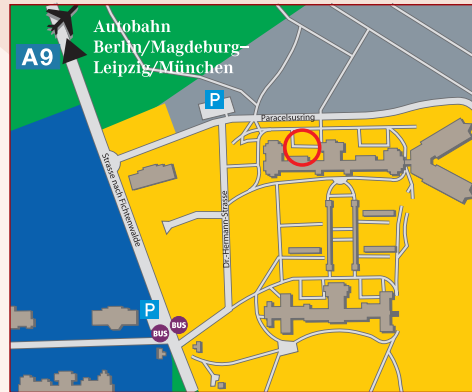 Autobahn
A9
Berlin/Magdeburg–
Leipzig/München
P
Paracelsusring
Strasse nach Fichtenwalde
Dr.-Hermann-Strasse
P
BUS
BUS